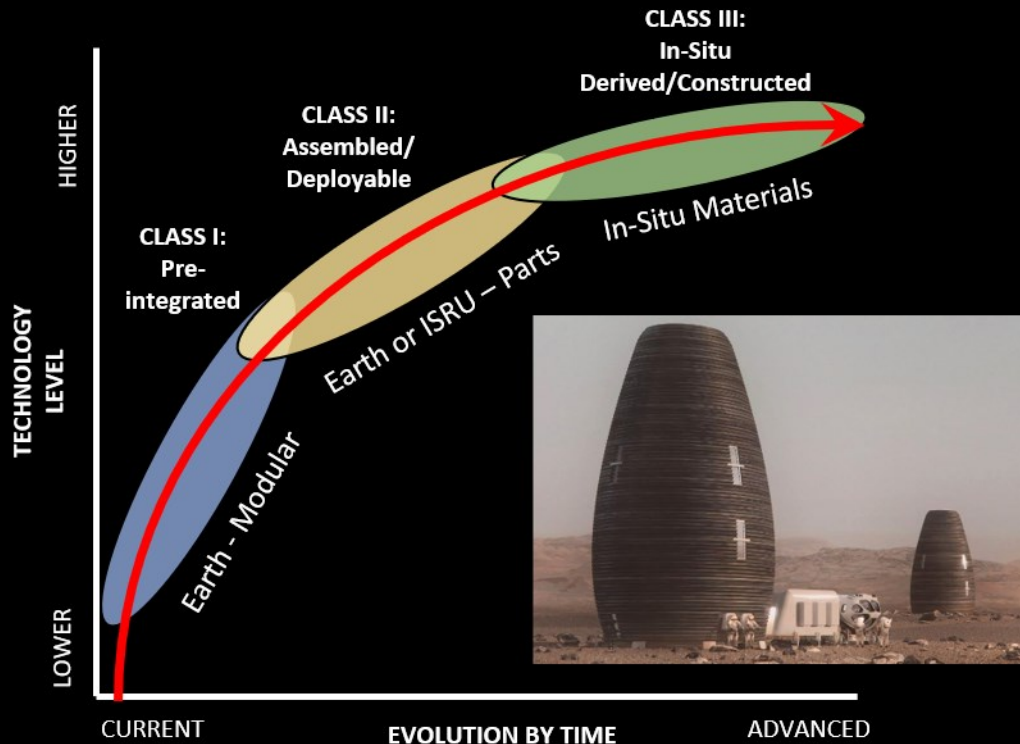 CLASS III:
In-Situ
Derived/Constructed
CLASS II:
Assembled/
Deployable
CLASS I:
Pre-
integrated
HIGHER
TECHNOLOGY
LEVEL
LOWER
In-Situ Materials
Earth or ISRU – Parts
Earth - Modular
CURRENT
EVOLUTION BY TIME
ADVANCED